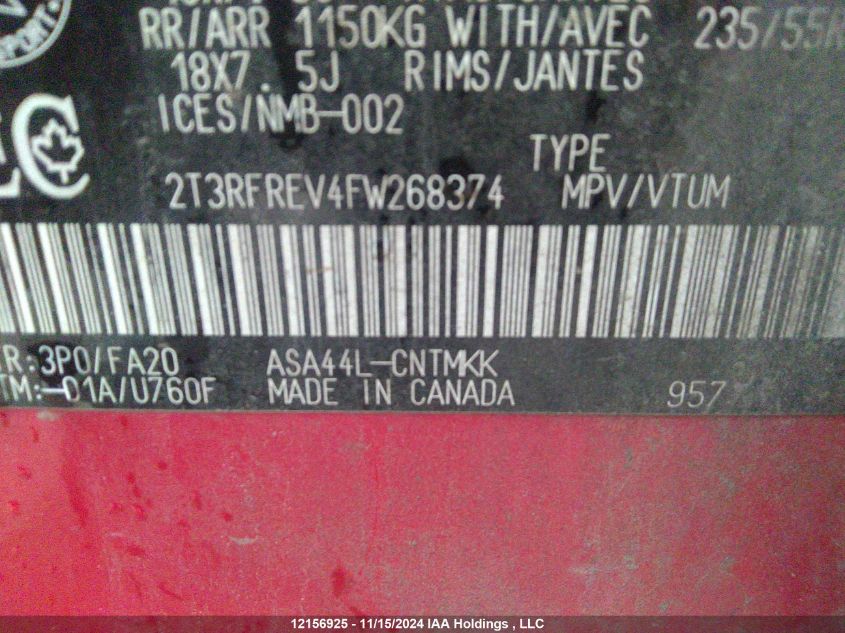 RR/ARR 1150KG WITH/AVEC 235/55R
18X7.5J RIMS/JANTES
ICES/NMB-002
TYPE
2T3RFREV4FW268374 MPV/VTUM
R:3P0/FA20 ASA44L-CNTMKK
TM:-01A/U760F MADE IN CANADA 957
12156925 - 11/15/2024 IAA Holdings , LLC